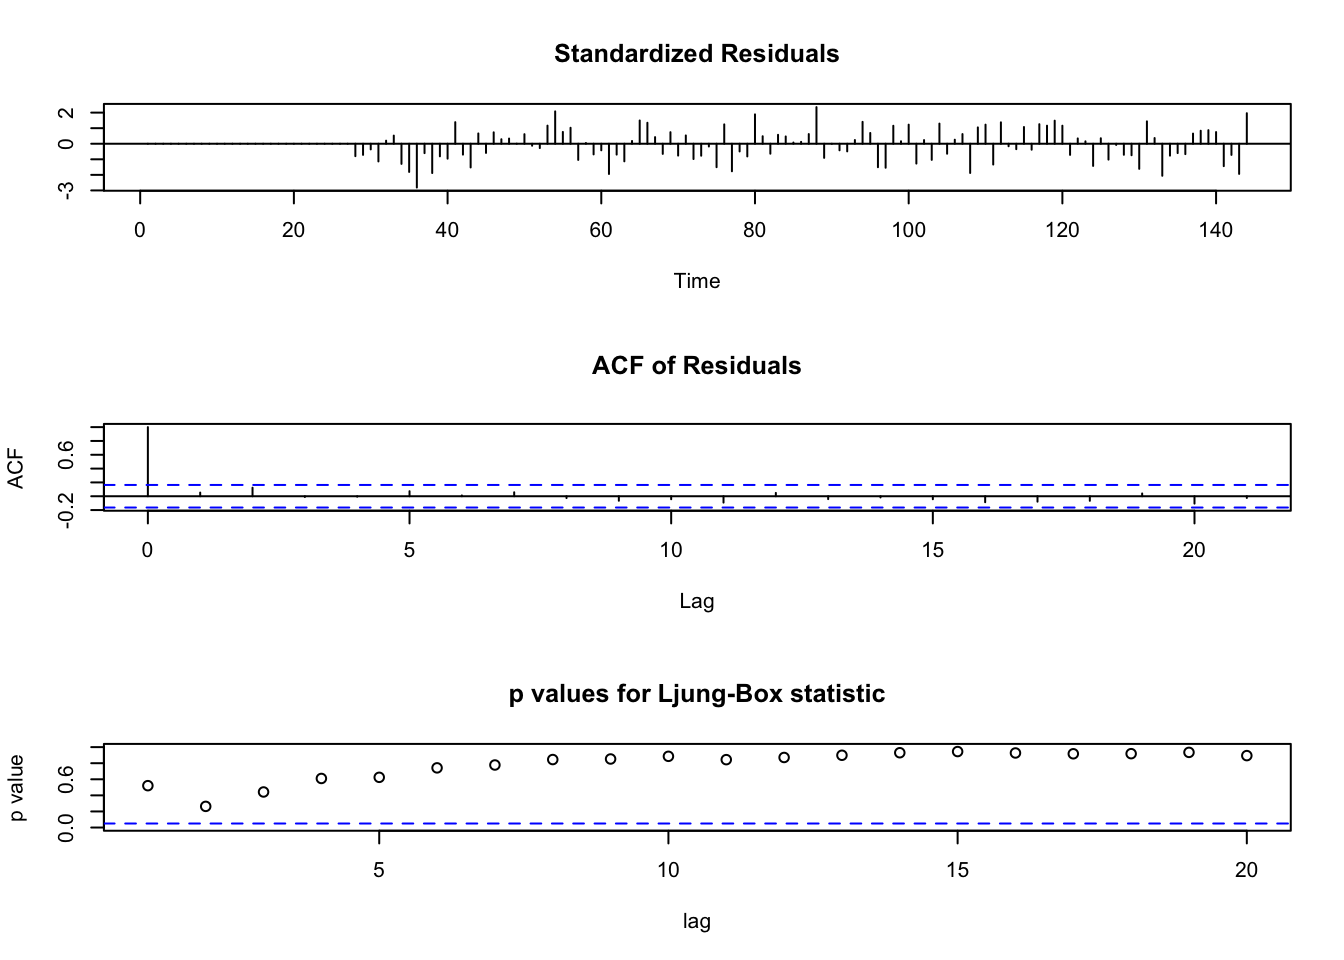 Standardized Residuals
2
0
-3
0 20 40 60 80 100 120 140
Time
ACF of Residuals
ACF
0.6
-0.2
0 5 10 15 20
Lag
p values for Ljung-Box statistic
p value
0.6
0.0
5 10 15 20
lag